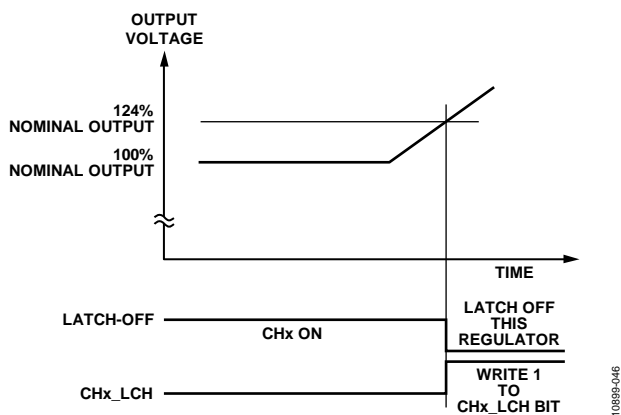 OUTPUT
VOLTAGE
124%
NOMINAL OUTPUT
100%
NOMINAL OUTPUT
TIME
LATCH-OFF
CHx ON
LATCH OFF
THIS
REGULATOR
CHx_LCH
WRITE 1
TO
CHx_LCH BIT
10899-046